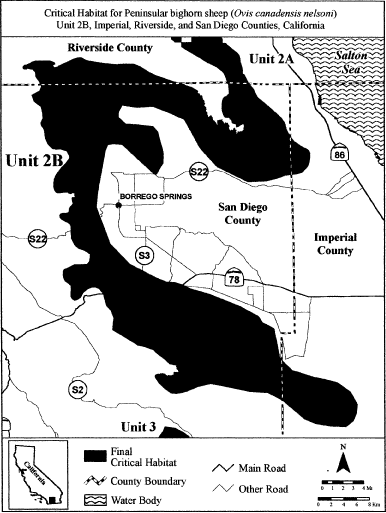 Critical Habitat for Peninsular bighorn sheep (Ovis canadensis nelsoni)
Unit 2B, Imperial, Riverside, and San Diego Counties, California
Riverside County
Unit 2A
Salton
Sea
86
Unit 2B
S22
BORREGO SPRINGS
San Diego
County
Imperial
County
S22
S3
78
S2
Unit 3
California
Final
Critical Habitat
County Boundary
Water Body
Main Road
Other Road
N
0 1 2 3 4 Mi
0 2 4 6 8 Km